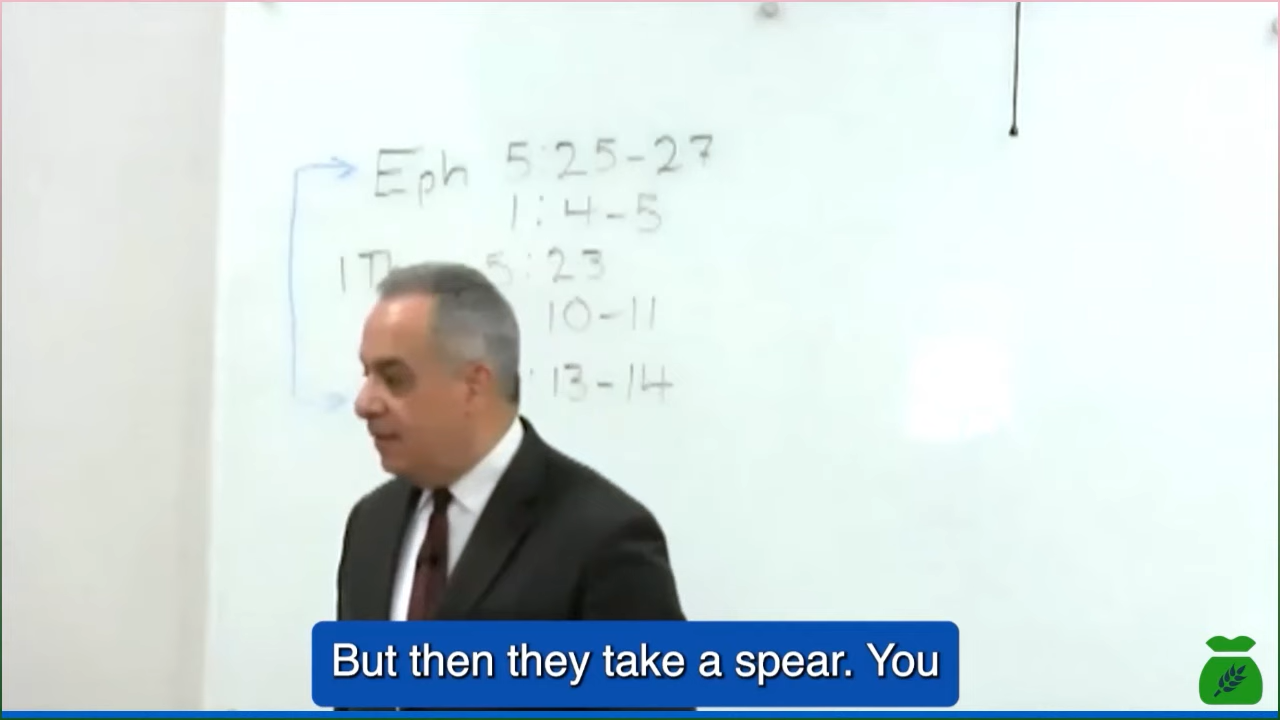 Eph 5:25-27
1:4-5
1 5:23
10-11
:13-14
But then they take a spear. You